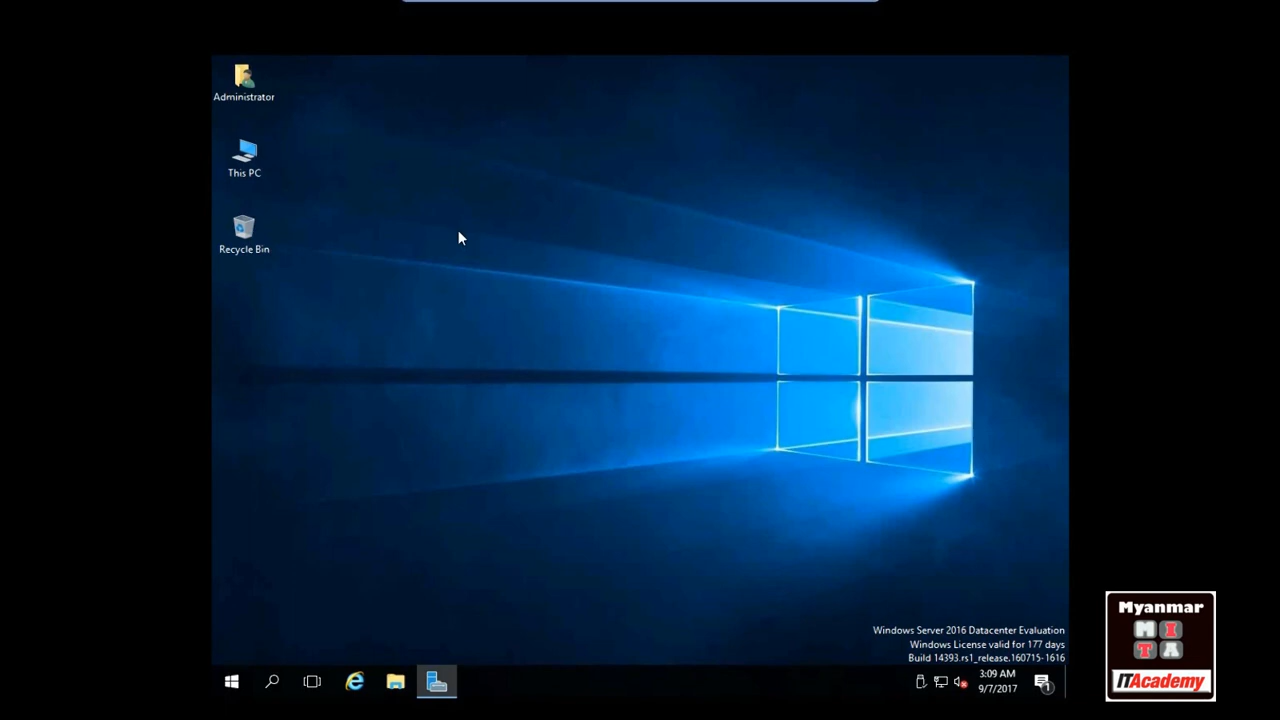 Administrator
This PC
Recycle Bin
Windows Server 2016 Datacenter Evaluation
Windows License valid for 177 days
Build 14393.rs1_release.160715-1616
3:09 AM
9/7/2017
1
Myanmar
M I
T A
ITAcademy